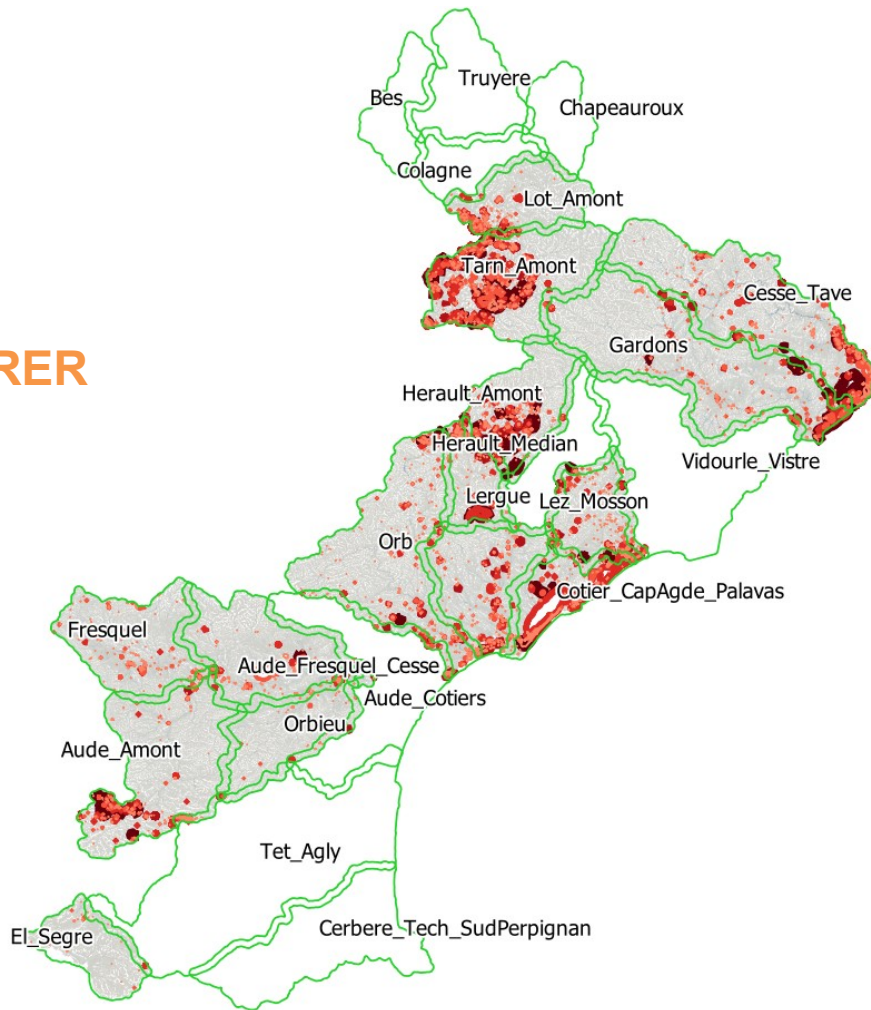 Truyere
Bes
Chapeauroux
Colagne
Lot_Amont
Tarn_Amont
Cesse_Tave
Gardons
RER
Herault_Amont
Herault_Median
Vidourle_Vistre
Lergue
Lez_Mosson
Orb
Cotier_CapAgde_Palavas
Fresquel
Aude_Fresquel_Cesse
Aude_Cotiers
Orbieu
Aude_Amont
Tet_Agly
Cerbere_Tech_SudPerpignan
El_Segre